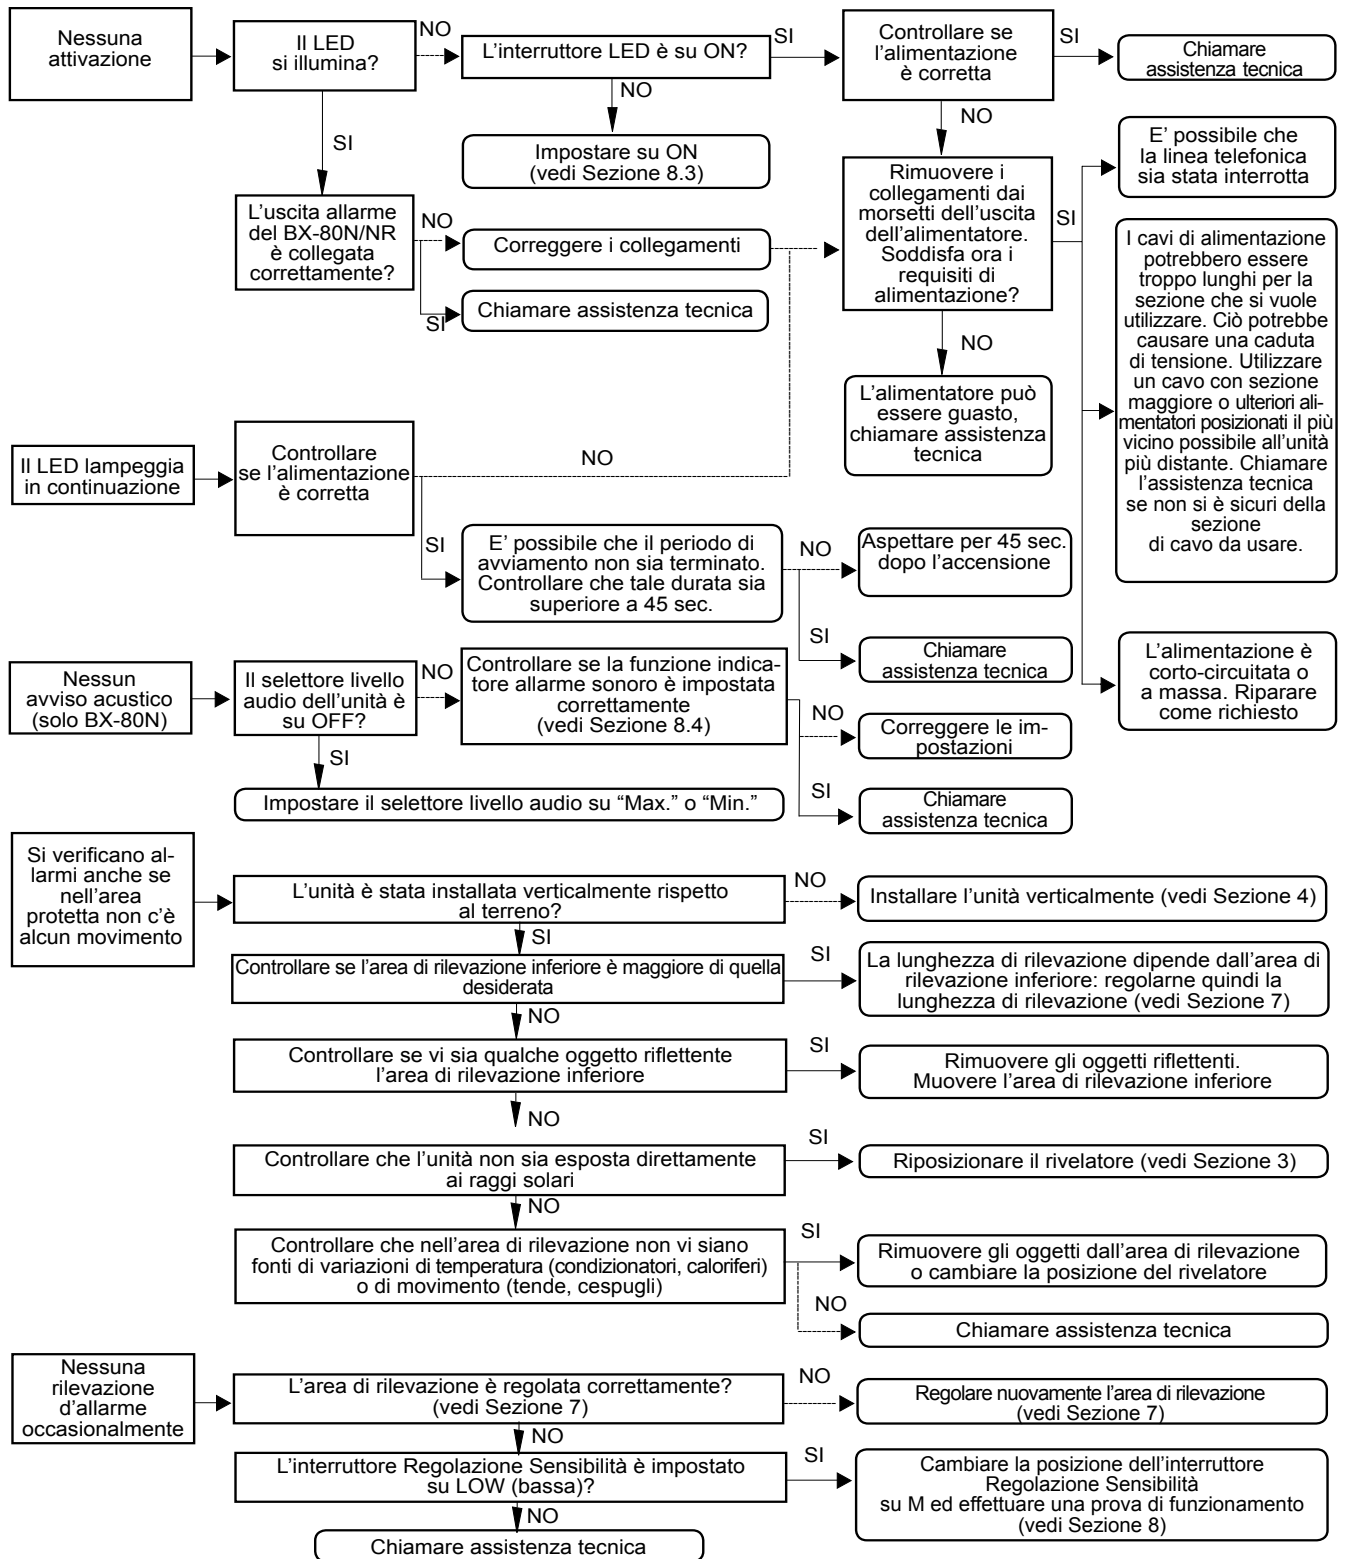 Nessuna
attivazione
Il LED
si illumina?
NO
L'interruttore LED è su ON?
SI
Controllare se
l'alimentazione
è corretta
SI
Chiamare
assistenza tecnica
NO
Impostare su ON
(vedi Sezione 8.3)
SI
NO
E' possibile che
la linea telefonica
sia stata interrotta
Rimuovere i
collegamenti dai
morsetti dell'uscita
dell'alimentatore.
Soddisfa ora i
requisiti di
alimentazione?
SI
L'uscita allarme
del BX-80N/NR
è collegata
correttamente?
NO
Correggere i collegamenti
SI
Chiamare assistenza tecnica
I cavi di alimentazione
potrebbero essere
troppo lunghi per la
sezione che si vuole
utilizzare. Ciò potrebbe
causare una caduta
di tensione. Utilizzare
un cavo con sezione
maggiore o ulteriori ali-
mentatori posizionati il più
vicino possibile all'unità
più distante. Chiamare
l'assistenza tecnica
se non si è sicuri della
sezione
di cavo da usare.
NO
L'alimentatore può
essere guasto,
chiamare assistenza
tecnica
Il LED lampeggia
in continuazione
Controllare
se l'alimentazione
è corretta
NO
SI
E' possibile che il periodo di
avviamento non sia terminato.
Controllare che tale durata sia
superiore a 45 sec.
NO
Aspettare per 45 sec.
dopo l'accensione
SI
Chiamare
assistenza tecnica
L'alimentazione è
corto-circuitata o
a massa. Riparare
come richiesto
Nessun
avviso acustico
(solo BX-80N)
Il selettore livello
audio dell'unità è
su OFF?
NO
Controllare se la funzione indica-
tore allarme sonoro è impostata
correttamente
(vedi Sezione 8.4)
NO
Correggere le im-
postazioni
SI
Impostare il selettore livello audio su “Max.” o “Min.”
SI
Chiamare
assistenza tecnica
Si verificano al-
larmi anche se
nell'area
protetta non c'è
alcun movimento
L'unità è stata installata verticalmente rispetto
al terreno?
NO
Installare l'unità verticalmente (vedi Sezione 4)
SI
Controllare se l'area di rilevazione inferiore è maggiore di quella
desiderata
SI
La lunghezza di rilevazione dipende dall'area di
rilevazione inferiore: regolarne quindi la
lunghezza di rilevazione (vedi Sezione 7)
NO
Controllare se vi sia qualche oggetto riflettente
l'area di rilevazione inferiore
SI
Rimuovere gli oggetti riflettenti.
Muovere l'area di rilevazione inferiore
NO
Controllare che l'unità non sia esposta direttamente
ai raggi solari
SI
Riposizionare il rivelatore (vedi Sezione 3)
NO
Controllare che nell'area di rilevazione non vi siano
fonti di variazioni di temperatura (condizionatori, caloriferi)
o di movimento (tende, cespugli)
SI
Rimuovere gli oggetti dall'area di rilevazione
o cambiare la posizione del rivelatore
NO
Chiamare assistenza tecnica
Nessuna
rilevazione
d'allarme
occasionalmente
L'area di rilevazione è regolata correttamente?
(vedi Sezione 7)
NO
Regolare nuovamente l'area di rilevazione
(vedi Sezione 7)
NO
L'interruttore Regolazione Sensibilità è impostato
su LOW (bassa)?
SI
Cambiare la posizione dell'interruttore
Regolazione Sensibilità
su M ed effettuare una prova di funzionamento
(vedi Sezione 8)
NO
Chiamare assistenza tecnica